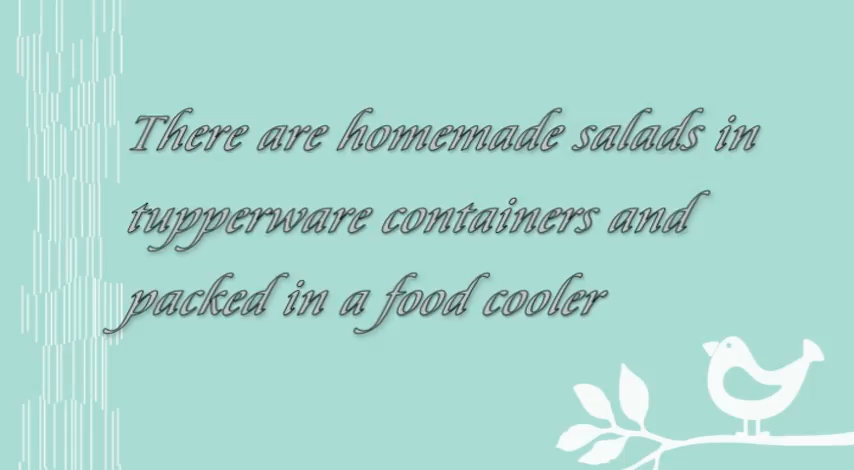 There are homemade salads in
tupperware containers and
packed in a food cooler